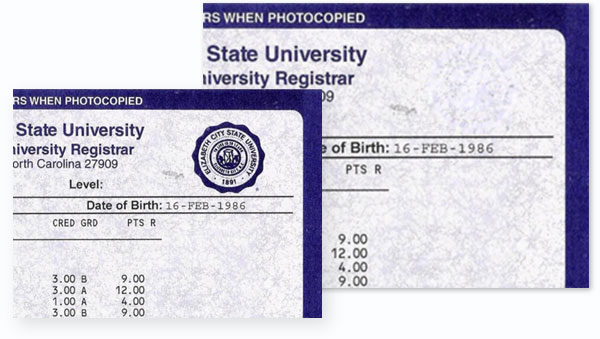 RS WHEN PHOTOCOPIED
State University
niversity Registrar
09
e of Birth: 16-FEB-1986
PTS R
9.00
12.00
4.00
9.00
RS WHEN PHOTOCOPIED
State University
niversity Registrar
orth Carolina 27909
ELIZABETH CITY STATE UNIVERSITY
1891
Level:
Date of Birth: 16-FEB-1986
CRED GRD PTS R
3.00 B 9.00
3.00 A 12.00
1.00 A 4.00
3.00 B 9.00